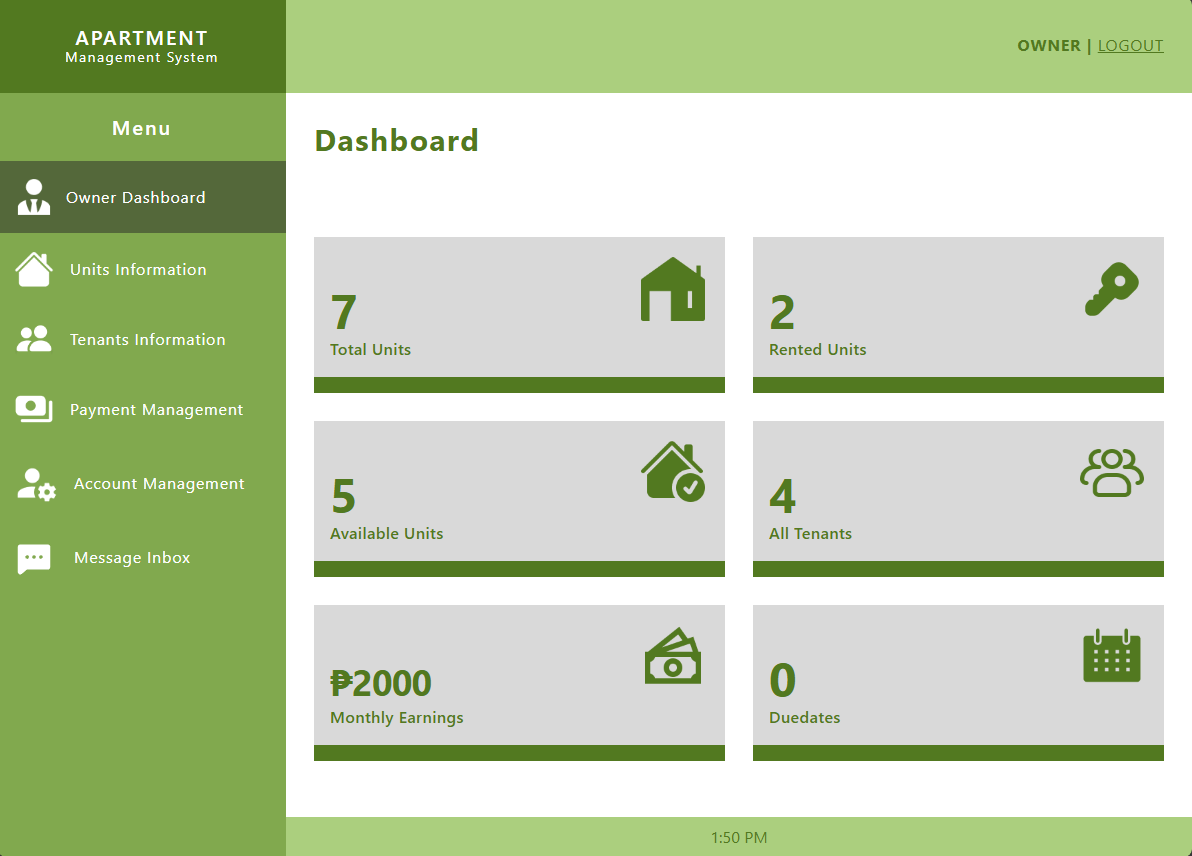 APARTMENT
Management System
OWNER | LOGOUT
Menu
Owner Dashboard
Units Information
Tenants Information
Payment Management
Account Management
Message Inbox
Dashboard
7
Total Units
2
Rented Units
5
Available Units
4
All Tenants
₱2000
Monthly Earnings
0
Duedates
1:50 PM